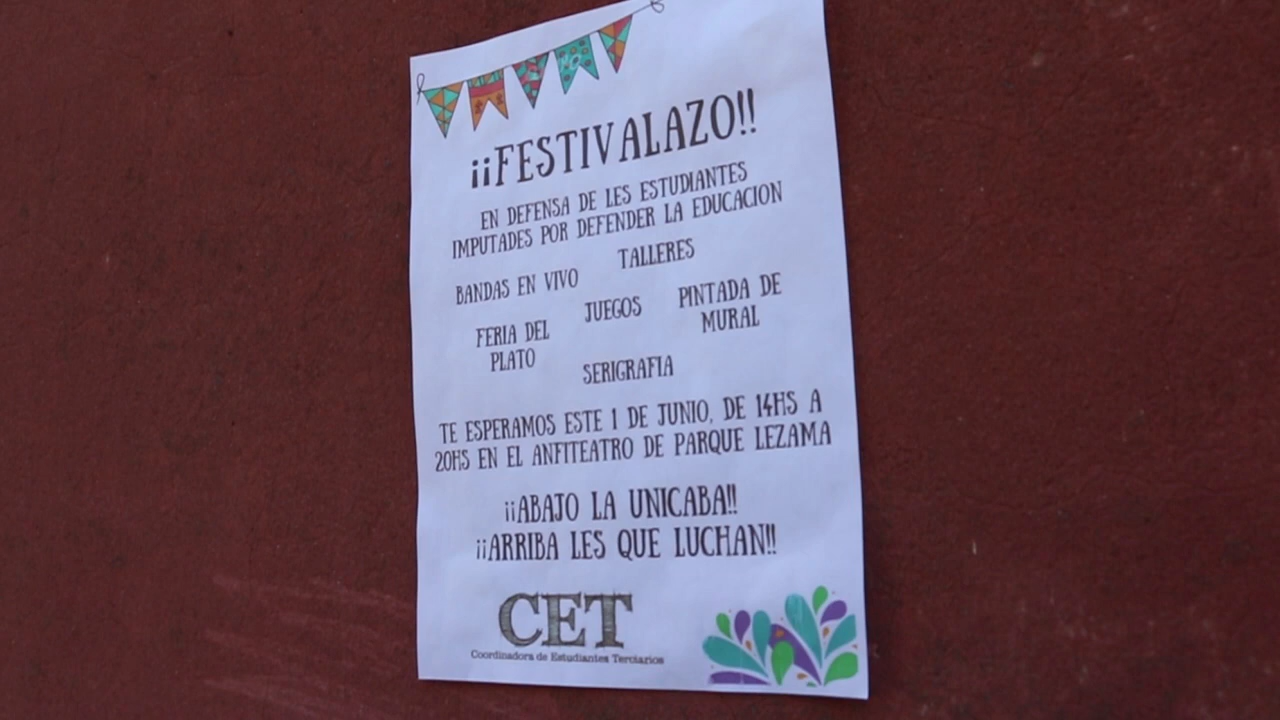 ¡¡FESTIVALAZO!!
EN DEFENSA DE LES ESTUDIANTES
IMPUTADES POR DEFENDER LA EDUCACION
TALLERES
BANDAS EN VIVO
JUEGOS
PINTADA DE
MURAL
FERIA DEL
PLATO
SERIGRAFIA
TE ESPERAMOS ESTE 1 DE JUNIO, DE 14HS A
20HS EN EL ANFITEATRO DE PARQUE LEZAMA
¡¡ABAJO LA UNICABA!!
¡¡ARRIBA LES QUE LUCHAN!!
CET
Coordinadora de Estudiantes Terciarios